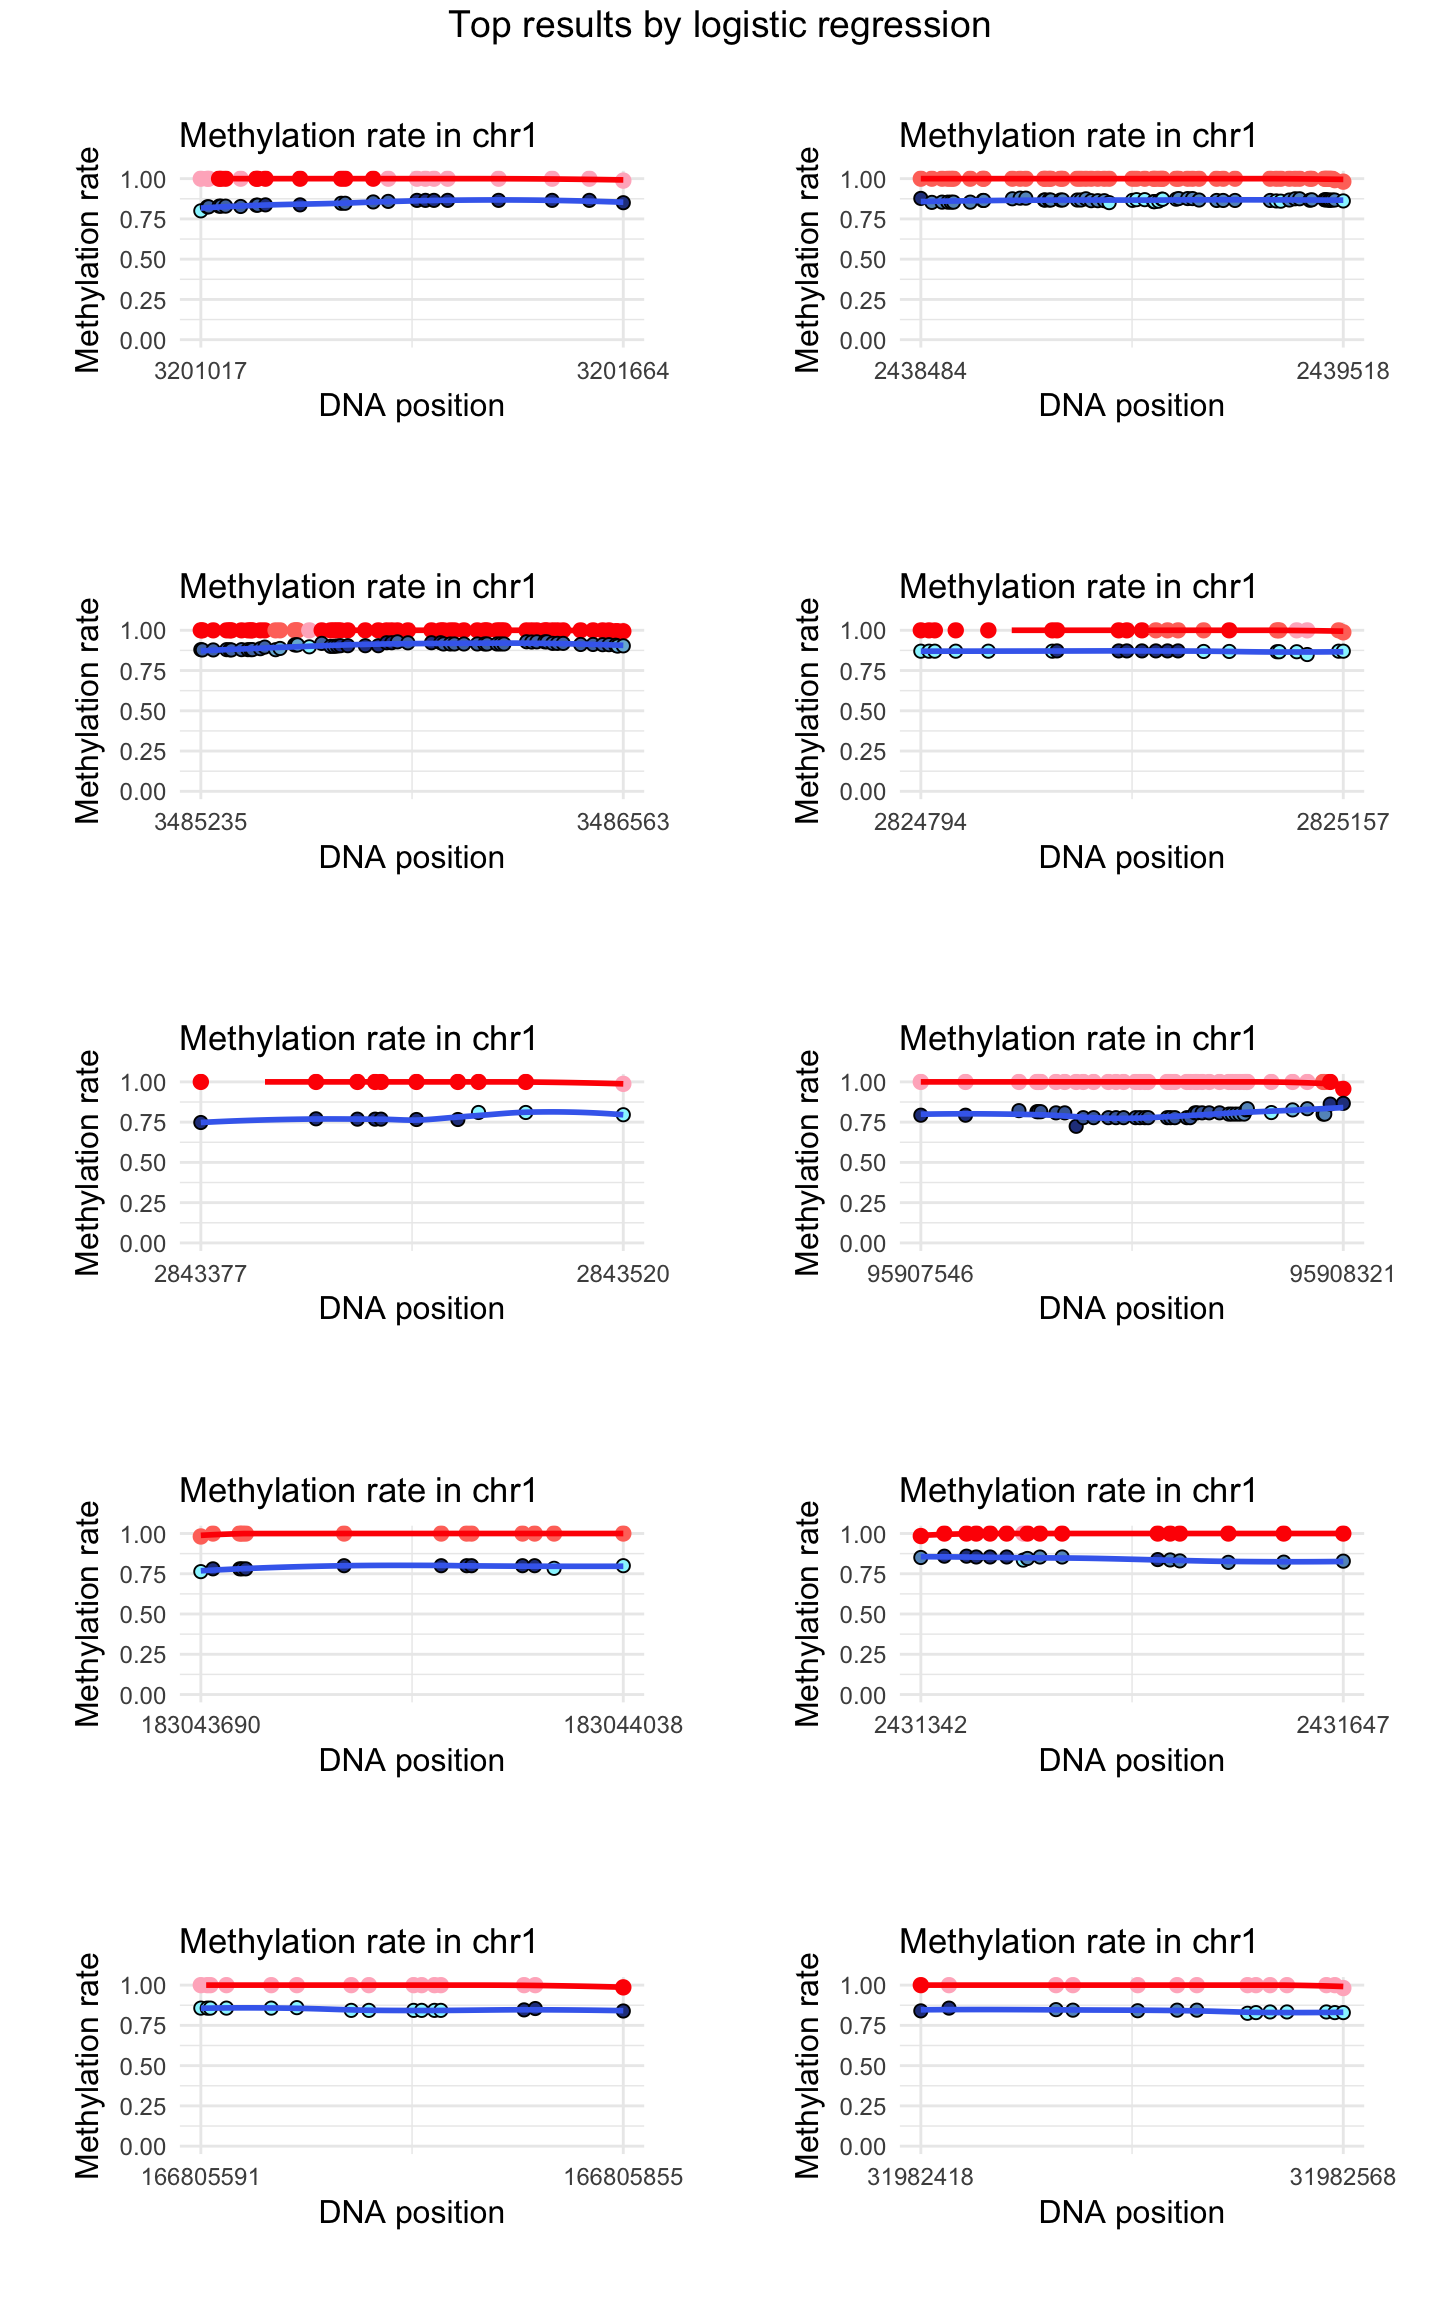 Top results by logistic regression
Methylation rate in chr1
Methylation rate
1.00
0.75
0.50
0.25
0.00
3201017 3201664
DNA position
Methylation rate in chr1
Methylation rate
1.00
0.75
0.50
0.25
0.00
2438484 2439518
DNA position
Methylation rate in chr1
Methylation rate
1.00
0.75
0.50
0.25
0.00
3485235 3486563
DNA position
Methylation rate in chr1
Methylation rate
1.00
0.75
0.50
0.25
0.00
2824794 2825157
DNA position
Methylation rate in chr1
Methylation rate
1.00
0.75
0.50
0.25
0.00
2843377 2843520
DNA position
Methylation rate in chr1
Methylation rate
1.00
0.75
0.50
0.25
0.00
95907546 95908321
DNA position
Methylation rate in chr1
Methylation rate
1.00
0.75
0.50
0.25
0.00
183043690 183044038
DNA position
Methylation rate in chr1
Methylation rate
1.00
0.75
0.50
0.25
0.00
2431342 2431647
DNA position
Methylation rate in chr1
Methylation rate
1.00
0.75
0.50
0.25
0.00
166805591 166805855
DNA position
Methylation rate in chr1
Methylation rate
1.00
0.75
0.50
0.25
0.00
31982418 31982568
DNA position